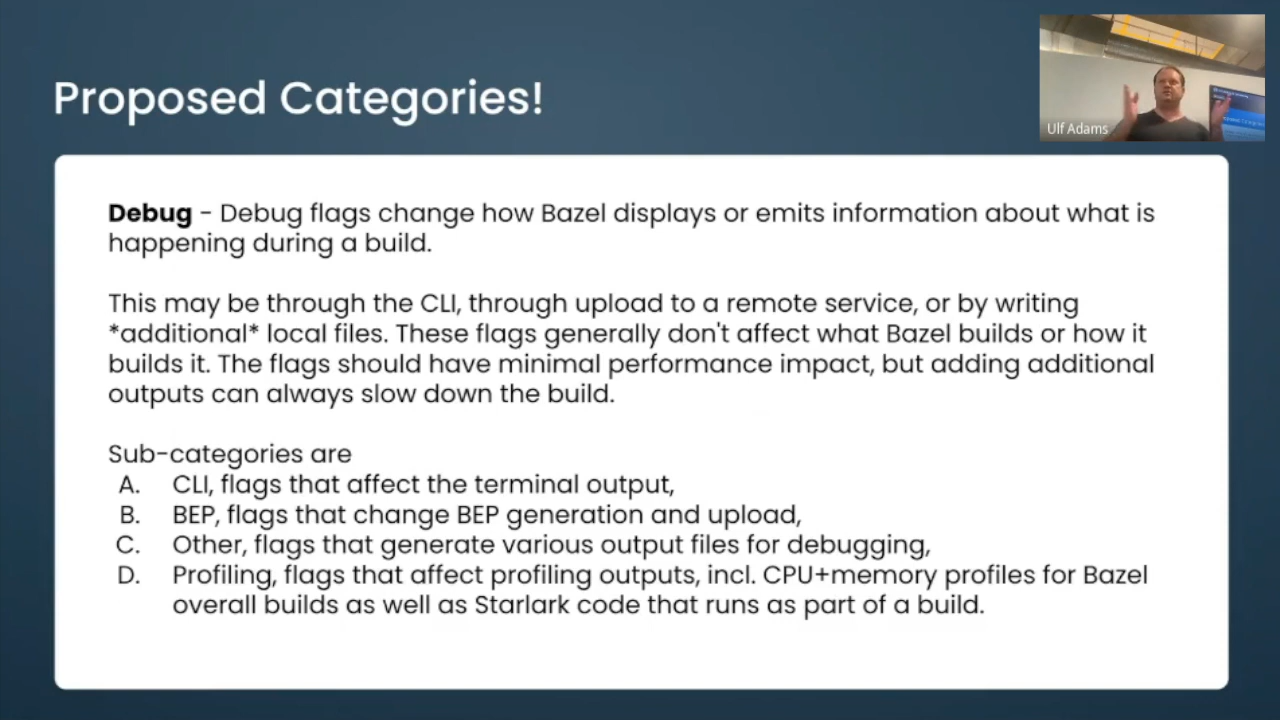 Proposed Categories!
Ulf Adams
Debug - Debug flags change how Bazel displays or emits information about what is
happening during a build.
This may be through the CLI, through upload to a remote service, or by writing
*additional* local files. These flags generally don't affect what Bazel builds or how it
builds it. The flags should have minimal performance impact, but adding additional
outputs can always slow down the build.
Sub-categories are
A. CLI, flags that affect the terminal output,
B. BEP, flags that change BEP generation and upload,
C. Other, flags that generate various output files for debugging,
D. Profiling, flags that affect profiling outputs, incl. CPU+memory profiles for Bazel
overall builds as well as Starlark code that runs as part of a build.